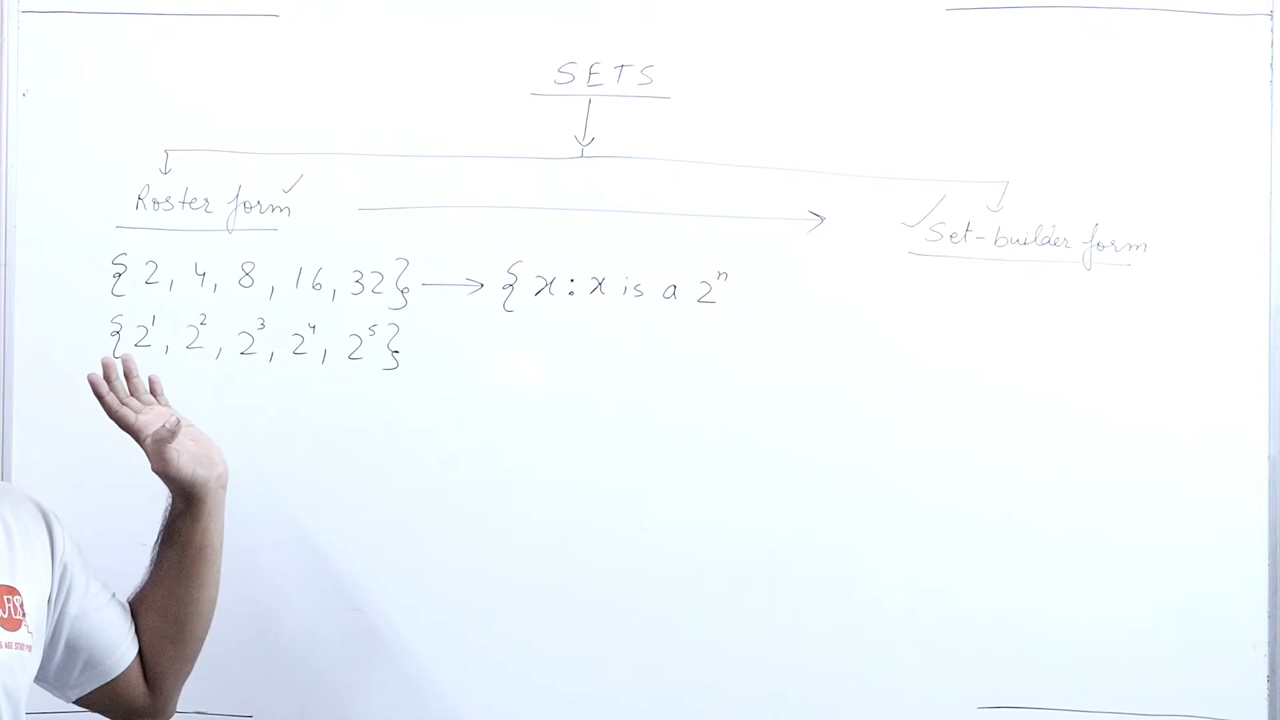 SETS
Roster form ✓
✓ Set-builder form
{2, 4, 8, 16, 32} → {x : x is a 2ⁿ
{2¹, 2², 2³, 2⁴, 2⁵}